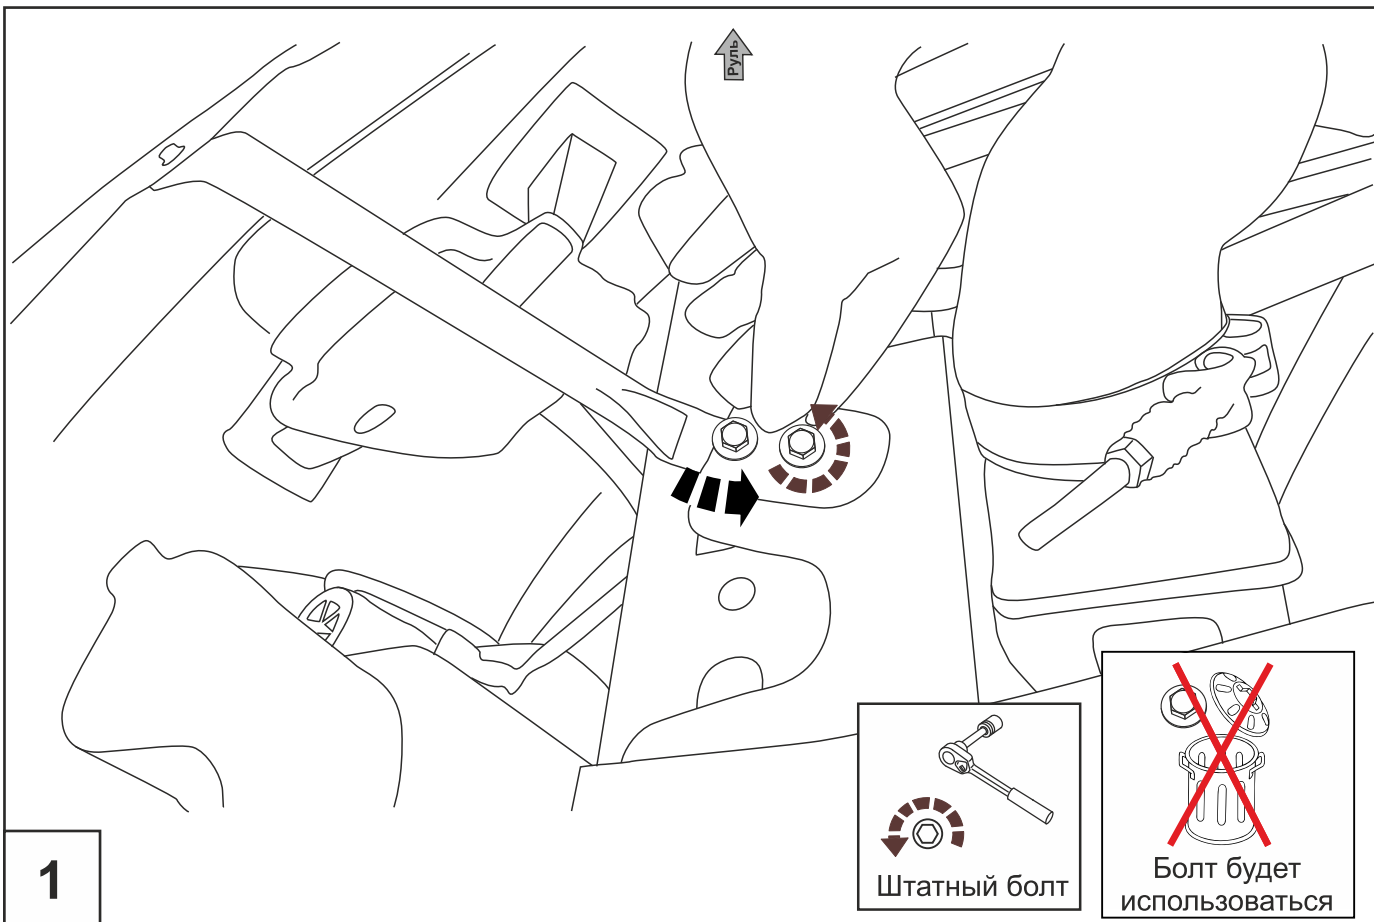 Руль
Штатный болт
Болт будет
использоваться
1